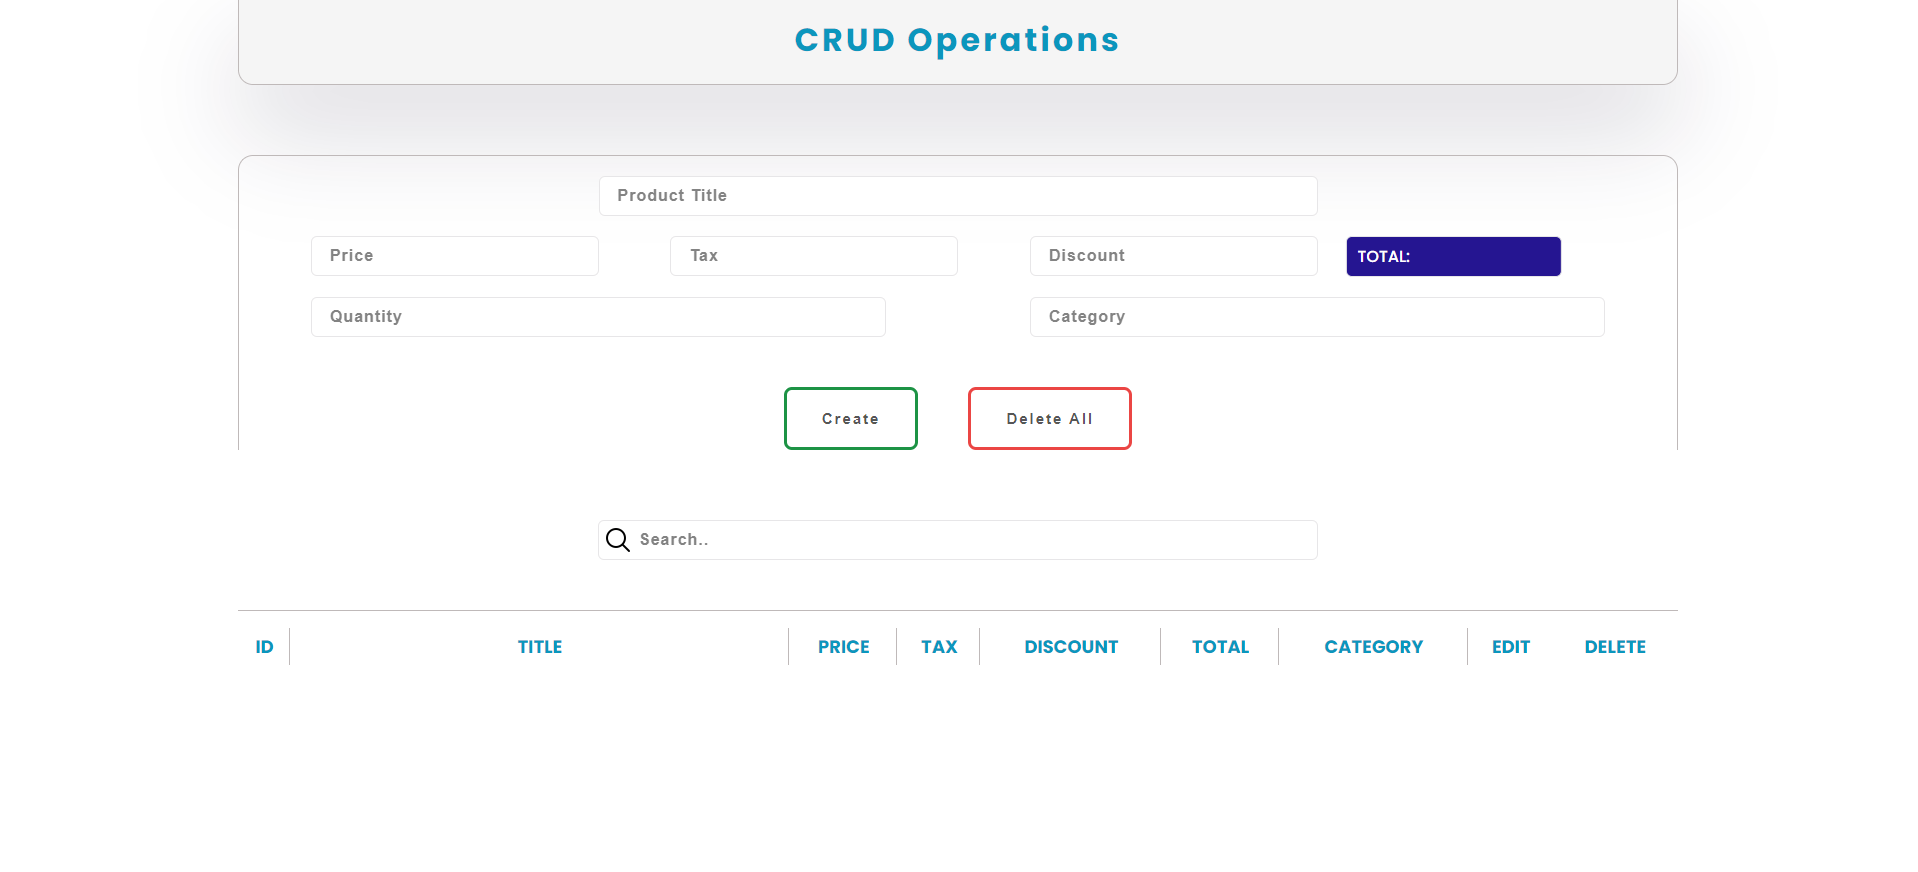 CRUD Operations
Product Title
Price Tax Discount TOTAL:
Quantity Category
Create Delete All
Search..
ID TITLE PRICE TAX DISCOUNT TOTAL CATEGORY EDIT DELETE